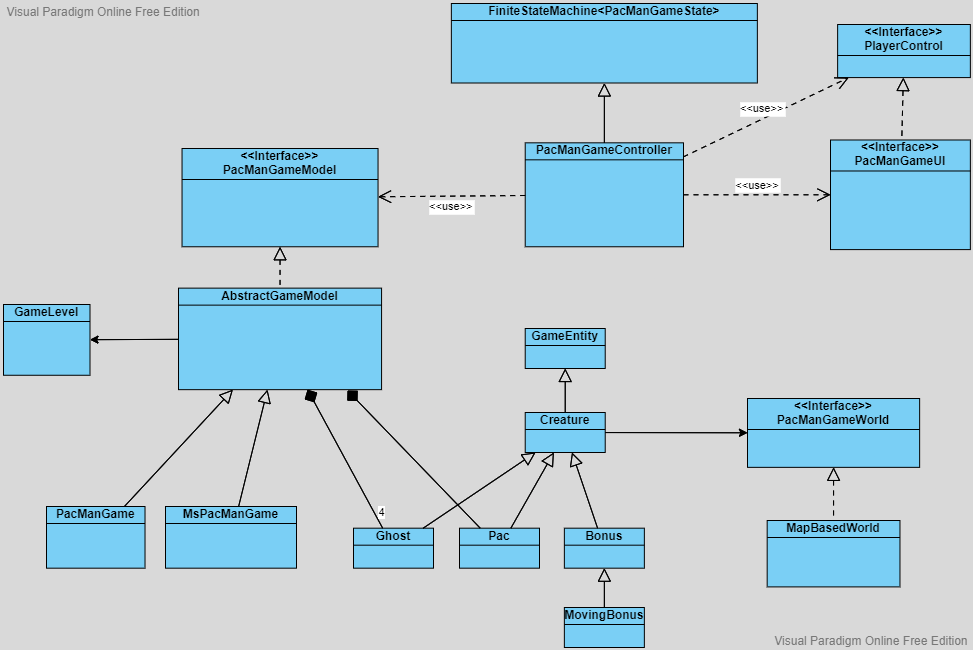 Visual Paradigm Online Free Edition
FiniteStateMachine<PacManGameState>
<<Interface>>
PlayerControl
<<use>>
PacManGameController
<<Interface>>
PacManGameUI
<<Interface>>
PacManGameModel
<<use>>
<<use>>
AbstractGameModel
GameLevel
GameEntity
<<Interface>>
PacManGameWorld
Creature
PacManGame
MsPacManGame
4
Ghost
Pac
Bonus
MapBasedWorld
MovingBonus
Visual Paradigm Online Free Edition